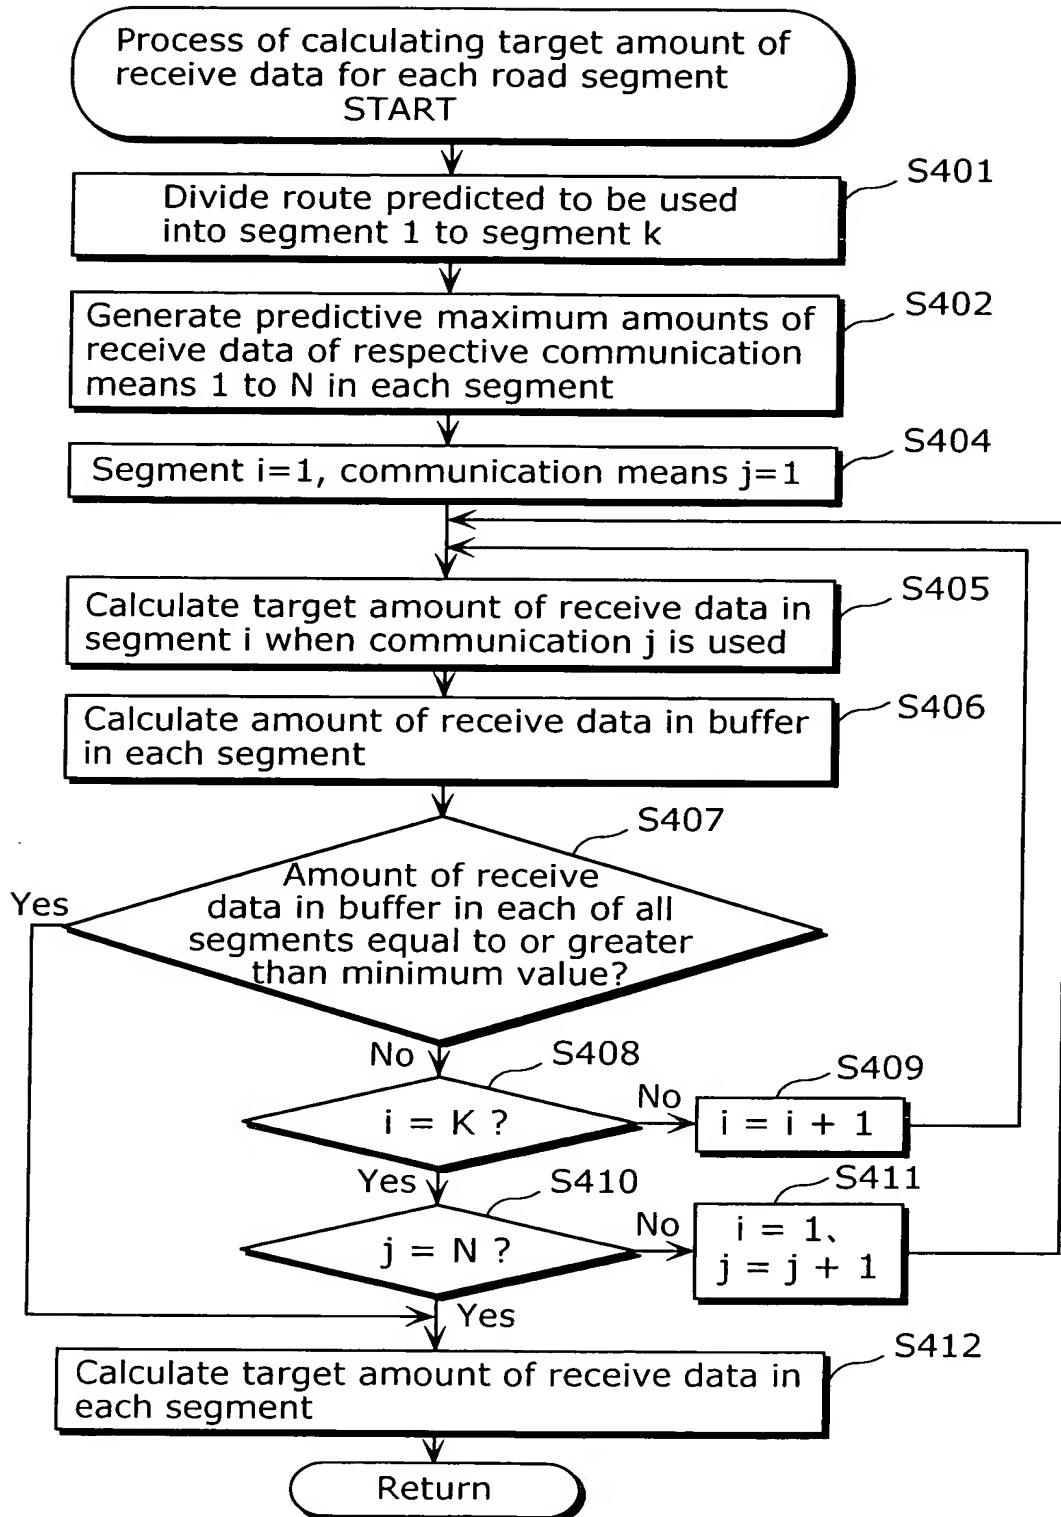 Process of calculating target amount of
receive data for each road segment
START
S401
Divide route predicted to be used
into segment 1 to segment k
S402
Generate predictive maximum amounts of
receive data of respective communication
means 1 to N in each segment
S404
Segment i=1, communication means j=1
S405
Calculate target amount of receive data in
segment i when communication j is used
S406
Calculate amount of receive data in buffer
in each segment
S407
Amount of receive
data in buffer in each of all
segments equal to or greater
than minimum value?
Yes
No
S408
i = K ?
No
S409
i = i + 1
Yes
S410
j = N ?
No
S411
i = 1、
j = j + 1
Yes
S412
Calculate target amount of receive data in
each segment
Return